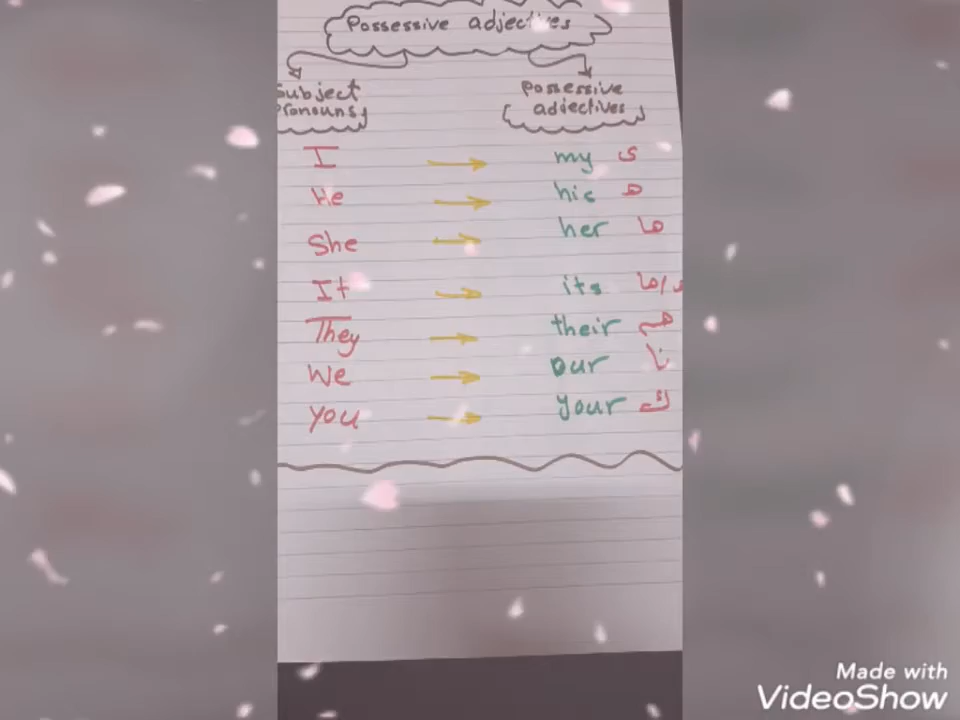 Possessive adjectives
Subject pronouns
Possessive adjectives
I my ى
He his ه
She her ها
It its ه/ها
They their هم
We our نا
You your ك
Made with
VideoShow